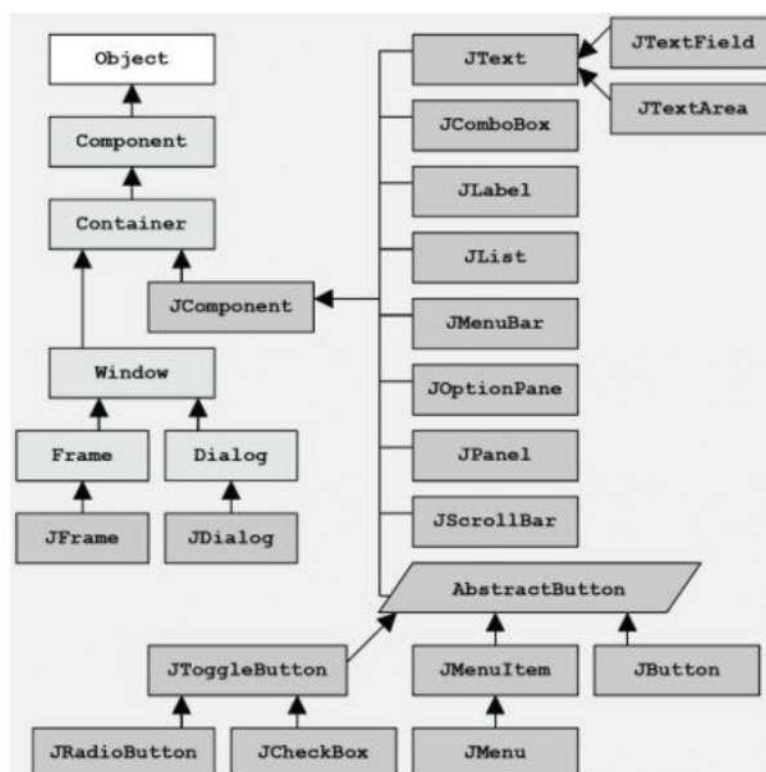 Object
Component
Container
JComponent
Window
Frame
Dialog
JFrame
JDialog
JText
JTextField
JTextArea
JComboBox
JLabel
JList
JMenuBar
JOptionPane
JPanel
JScrollBar
AbstractButton
JToggleButton
JMenuItem
JButton
JRadioButton
JCheckBox
JMenu